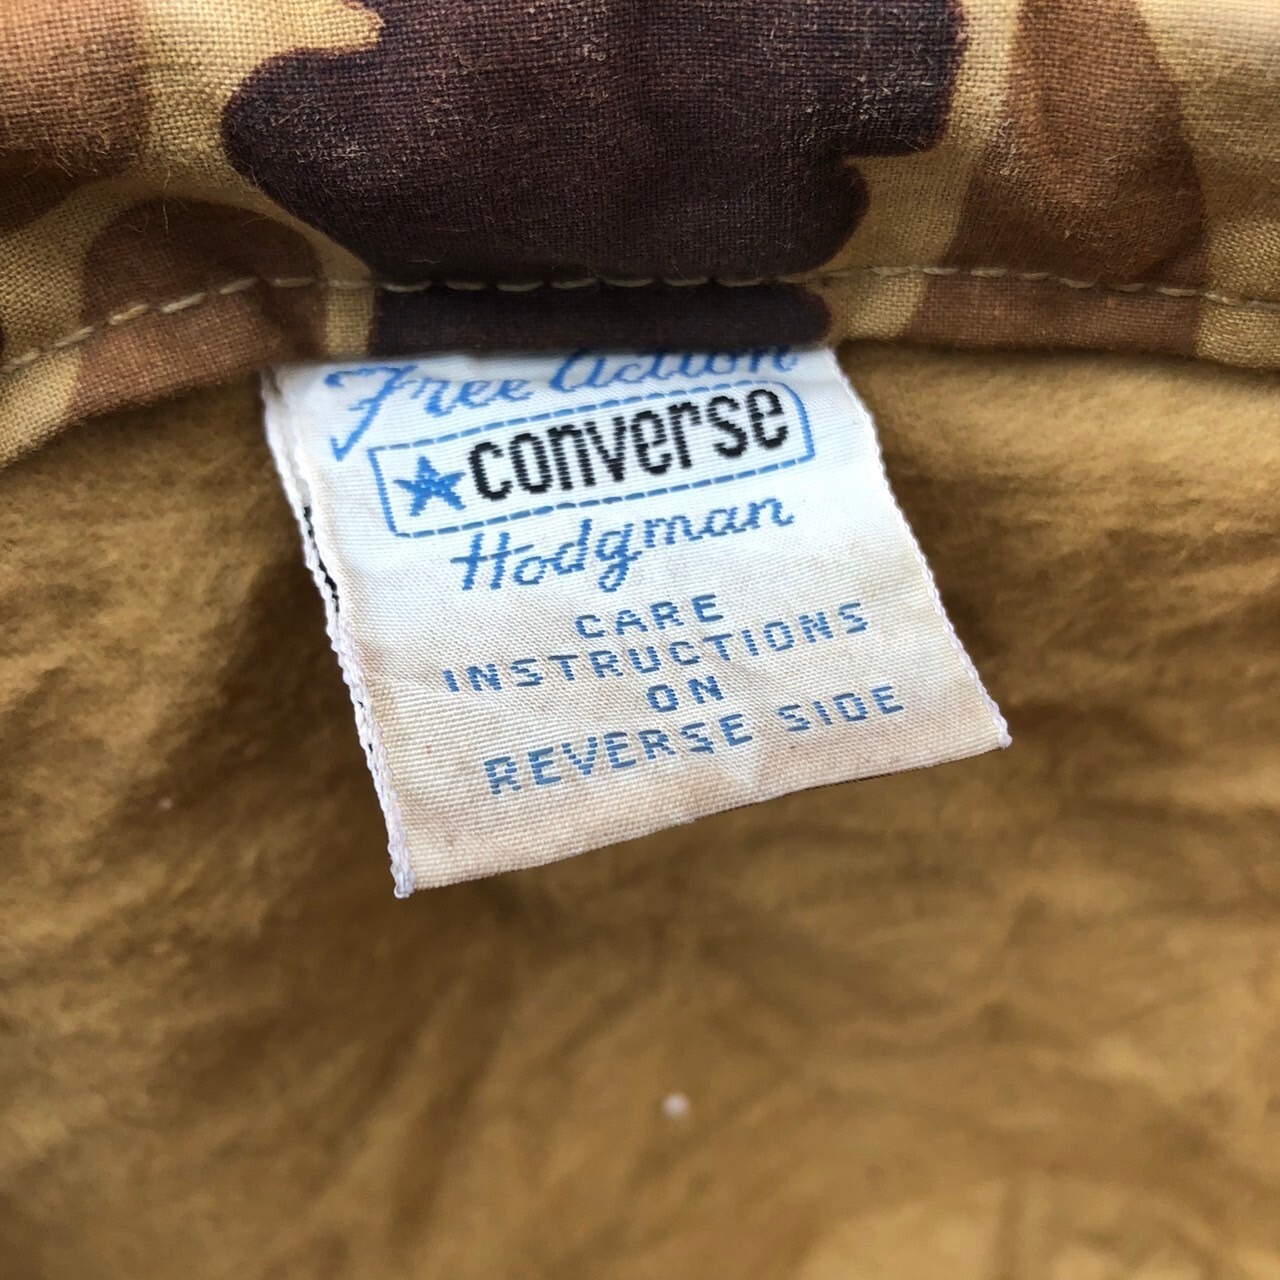 Free Action
converse
Hodgman
CARE
INSTRUCTIONS
ON
REVERSE SIDE